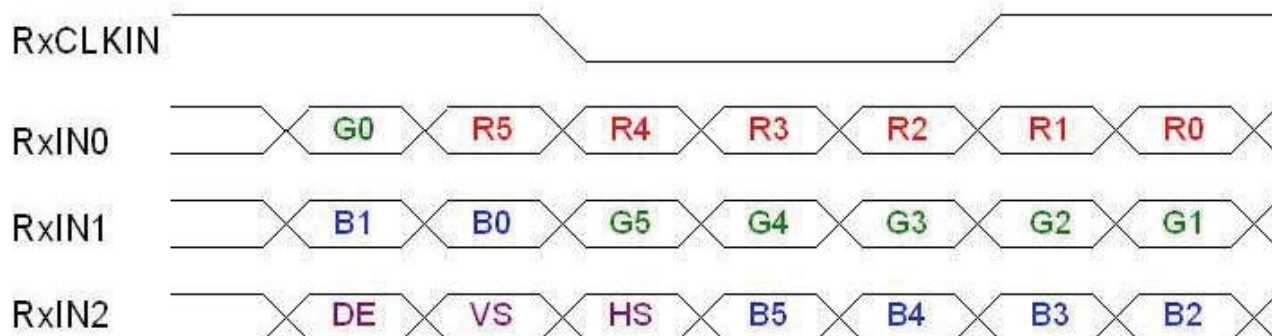 RxCLKIN
RxIN0 G0 R5 R4 R3 R2 R1 R0
RxIN1 B1 B0 G5 G4 G3 G2 G1
RxIN2 DE VS HS B5 B4 B3 B2